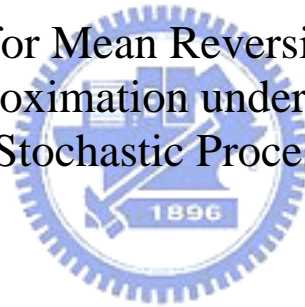 for Mean Reversi
oximation under
Stochastic Proce
1896